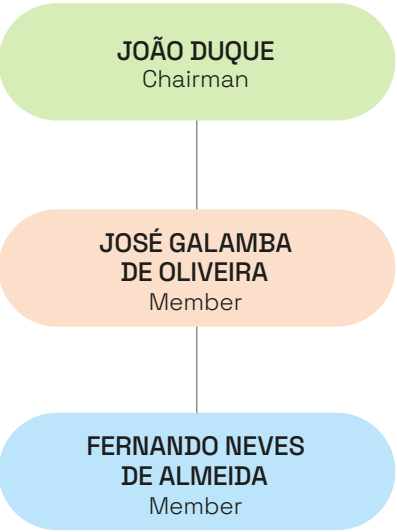 JOÃO DUQUE
Chairman
JOSÉ GALAMBA
DE OLIVEIRA
Member
FERNANDO NEVES
DE ALMEIDA
Member